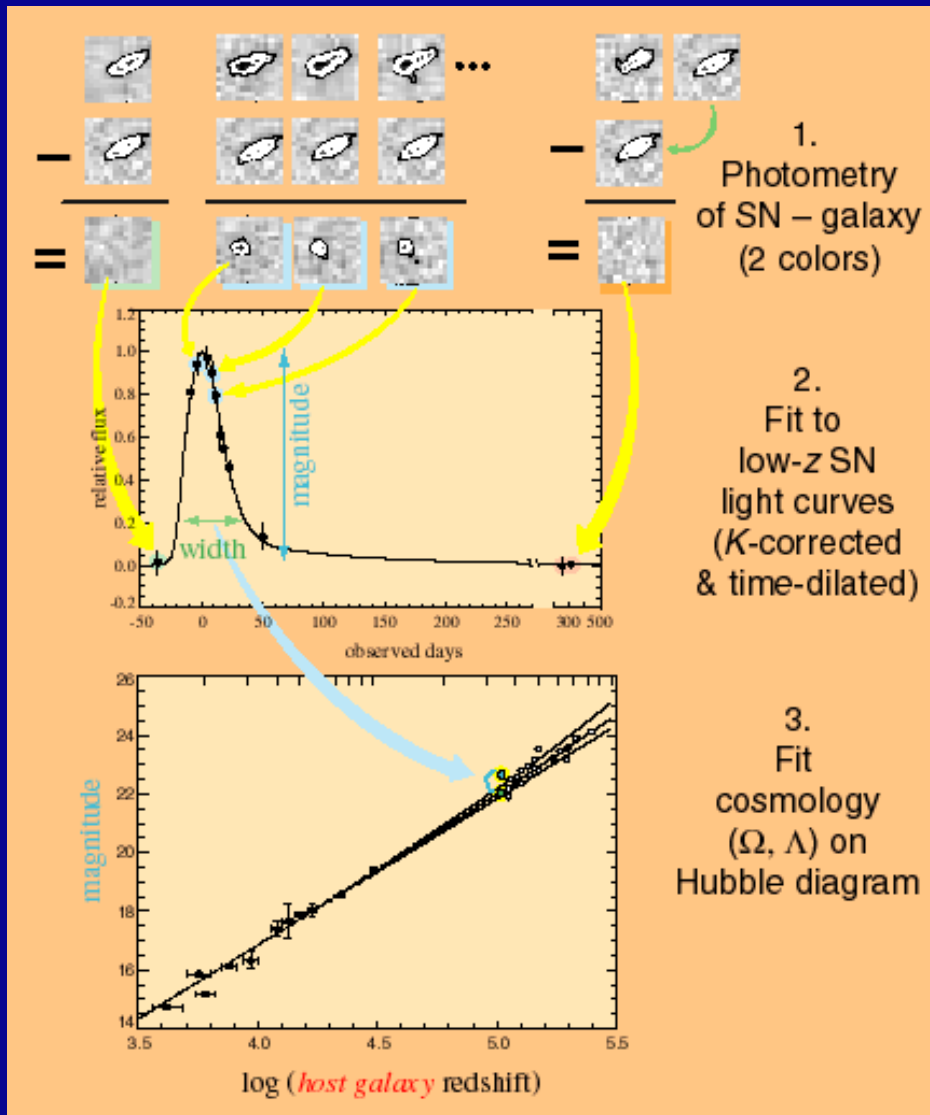 ...
−
−
1.
Photometry
of SN – galaxy
(2 colors)
=
=
1.2
1.0
0.8
0.6
0.4
0.2
0.0
-0.2
relative flux
magnitude
width
-50 0 50 100 150 200 250 300 500
observed days
2.
Fit to
low-z SN
light curves
(K-corrected
& time-dilated)
26
24
22
20
18
16
14
magnitude
3.5 4.0 4.5 5.0 5.5
log (host galaxy redshift)
3.
Fit
cosmology
(Ω, Λ) on
Hubble diagram